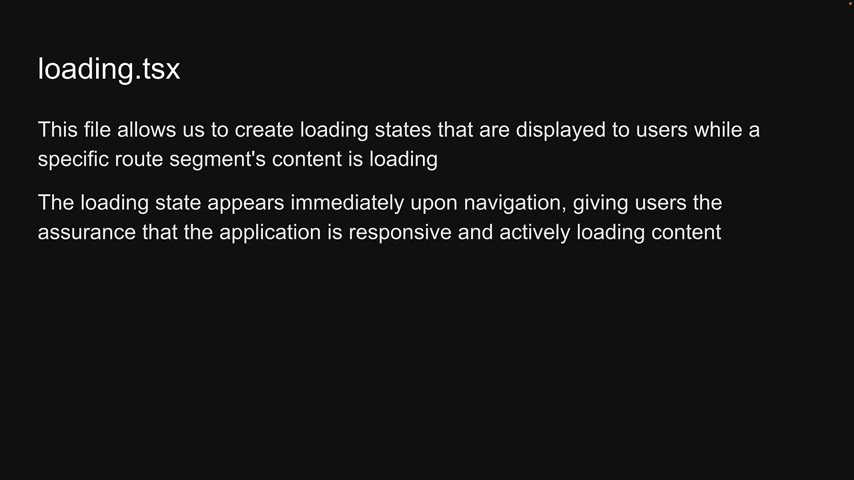 loading.tsx
This file allows us to create loading states that are displayed to users while a
specific route segment's content is loading
The loading state appears immediately upon navigation, giving users the
assurance that the application is responsive and actively loading content